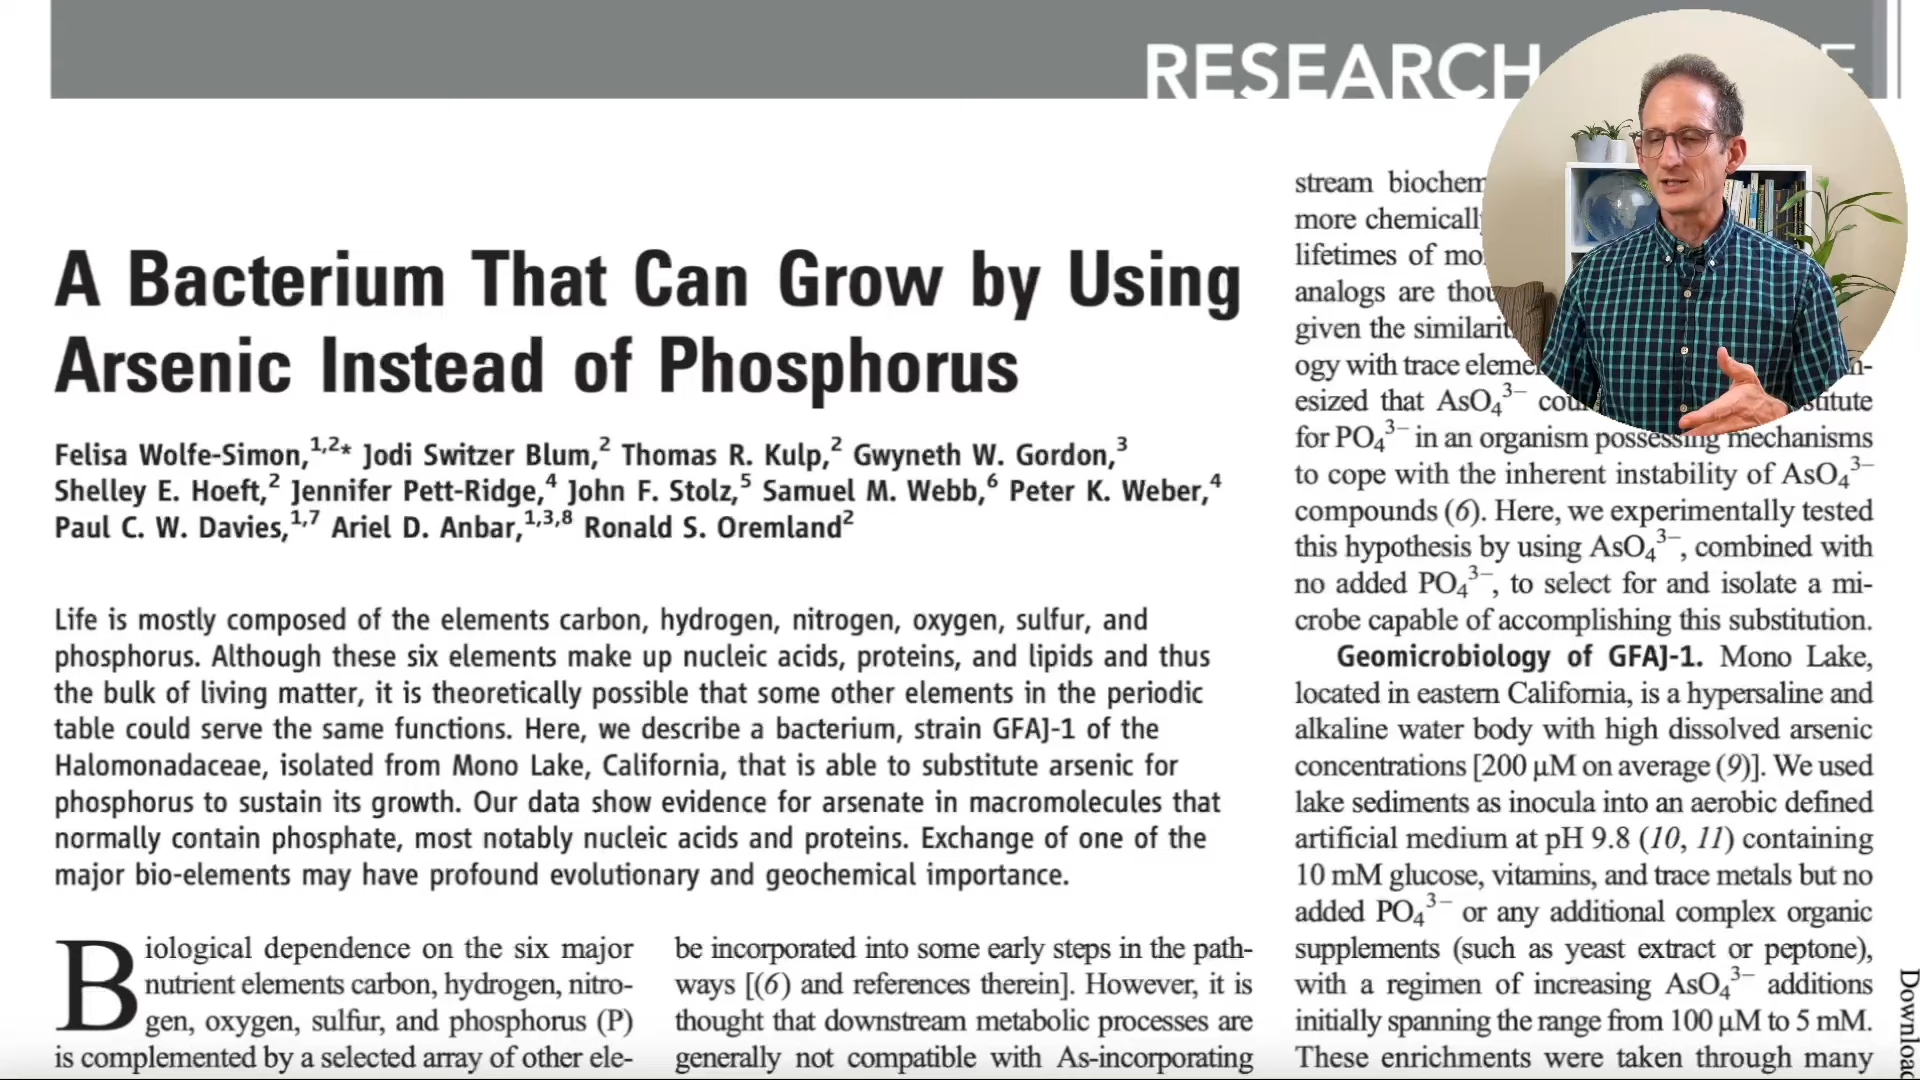 RESEARCH
A Bacterium That Can Grow by Using
Arsenic Instead of Phosphorus
Felisa Wolfe-Simon,1,2* Jodi Switzer Blum,2 Thomas R. Kulp,2 Gwyneth W. Gordon,3
Shelley E. Hoeft,2 Jennifer Pett-Ridge,4 John F. Stolz,5 Samuel M. Webb,6 Peter K. Weber,4
Paul C. W. Davies,1,7 Ariel D. Anbar,1,3,8 Ronald S. Oremland2
Life is mostly composed of the elements carbon, hydrogen, nitrogen, oxygen, sulfur, and
phosphorus. Although these six elements make up nucleic acids, proteins, and lipids and thus
the bulk of living matter, it is theoretically possible that some other elements in the periodic
table could serve the same functions. Here, we describe a bacterium, strain GFAJ-1 of the
Halomonadaceae, isolated from Mono Lake, California, that is able to substitute arsenic for
phosphorus to sustain its growth. Our data show evidence for arsenate in macromolecules that
normally contain phosphate, most notably nucleic acids and proteins. Exchange of one of the
major bio-elements may have profound evolutionary and geochemical importance.
Biological dependence on the six major
nutrient elements carbon, hydrogen, nitro-
gen, oxygen, sulfur, and phosphorus (P)
is complemented by a selected array of other ele-
be incorporated into some early steps in the path-
ways [(6) and references therein]. However, it is
thought that downstream metabolic processes are
generally not compatible with As-incorporating
stream
more
lifetimes of
analogs are
given the
ogy with trace
esized that AsO43−
for PO43− in an organism possessing mechanisms
to cope with the inherent instability of AsO43−
compounds (6). Here, we experimentally tested
this hypothesis by using AsO43−, combined with
no added PO43−, to select for and isolate a mi-
crobe capable of accomplishing this substitution.
Geomicrobiology of GFAJ-1. Mono Lake,
located in eastern California, is a hypersaline and
alkaline water body with high dissolved arsenic
concentrations [200 μM on average (9)]. We used
lake sediments as inocula into an aerobic defined
artificial medium at pH 9.8 (10, 11) containing
10 mM glucose, vitamins, and trace metals but no
added PO43− or any additional complex organic
supplements (such as yeast extract or peptone),
with a regimen of increasing AsO43− additions
initially spanning the range from 100 μM to 5 mM.
These enrichments were taken through many